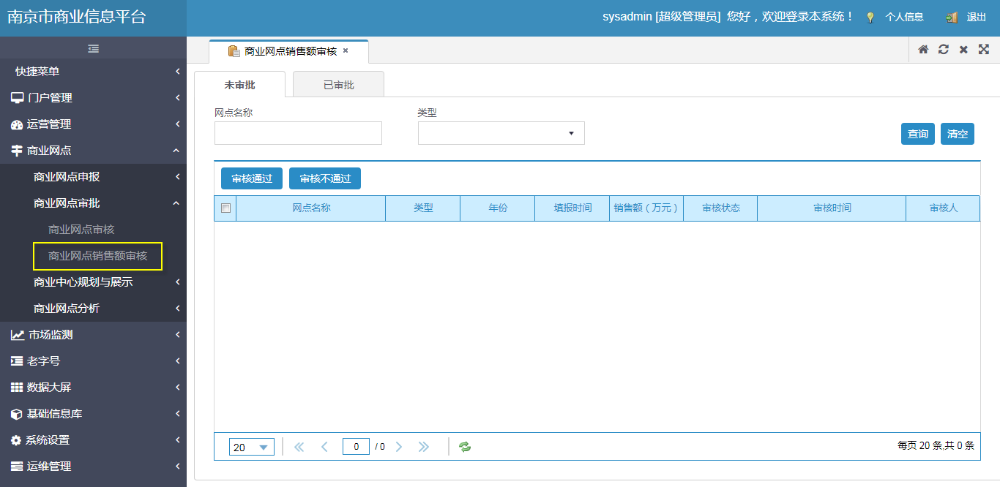 南京市商业信息平台
sysadmin [超级管理员] 您好，欢迎登录本系统！ 个人信息 退出
快捷菜单
门户管理
运营管理
商业网点
商业网点申报
商业网点审批
商业网点审核
商业网点销售额审核
商业中心规划与展示
商业网点分析
市场监测
老字号
数据大屏
基础信息库
系统设置
运维管理
商业网点销售额审核
未审批 已审批
网点名称 类型
查询 清空
审核通过 审核不通过
网点名称 类型 年份 填报时间 销售额（万元） 审核状态 审核时间 审核人
20 0 / 0 每页 20 条,共 0 条